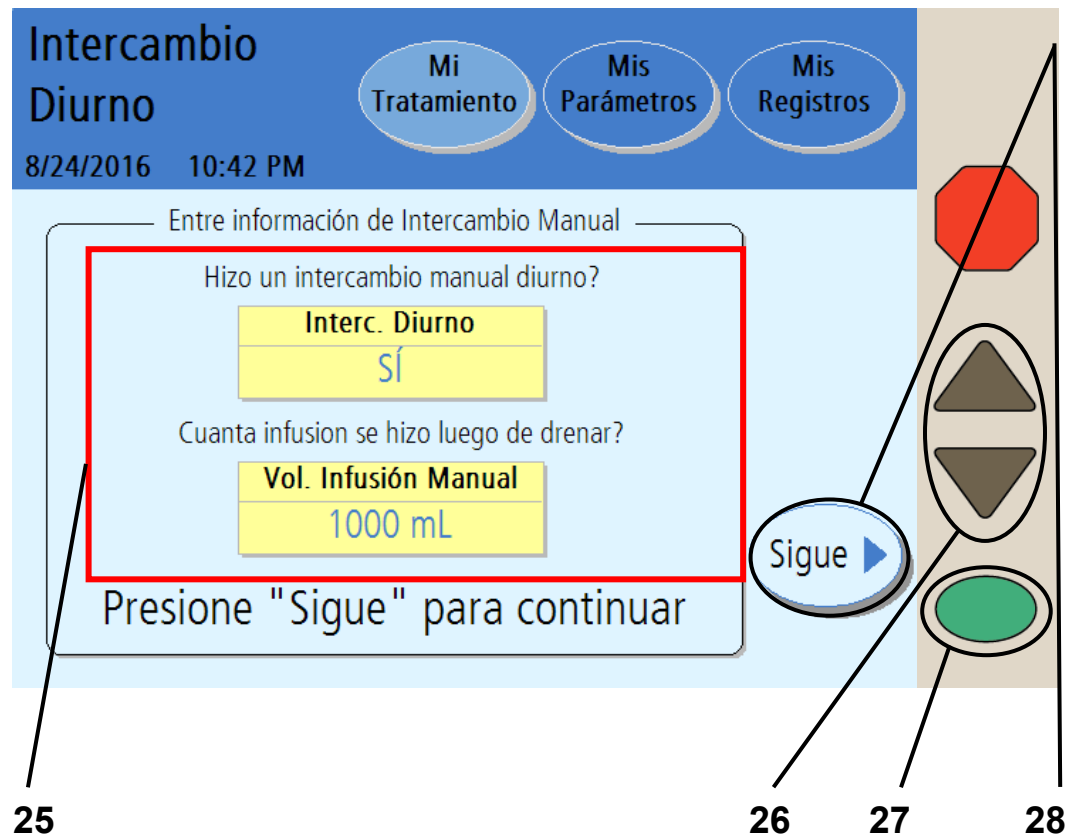 Intercambio
Diurno
8/24/2016 10:42 PM
Mi
Tratamiento
Mis
Parámetros
Mis
Registros
Entre información de Intercambio Manual
Hizo un intercambio manual diurno?
Interc. Diurno
SÍ
Cuanta infusion se hizo luego de drenar?
Vol. Infusión Manual
1000 mL
Sigue
Presione "Sigue" para continuar
25
26
27
28